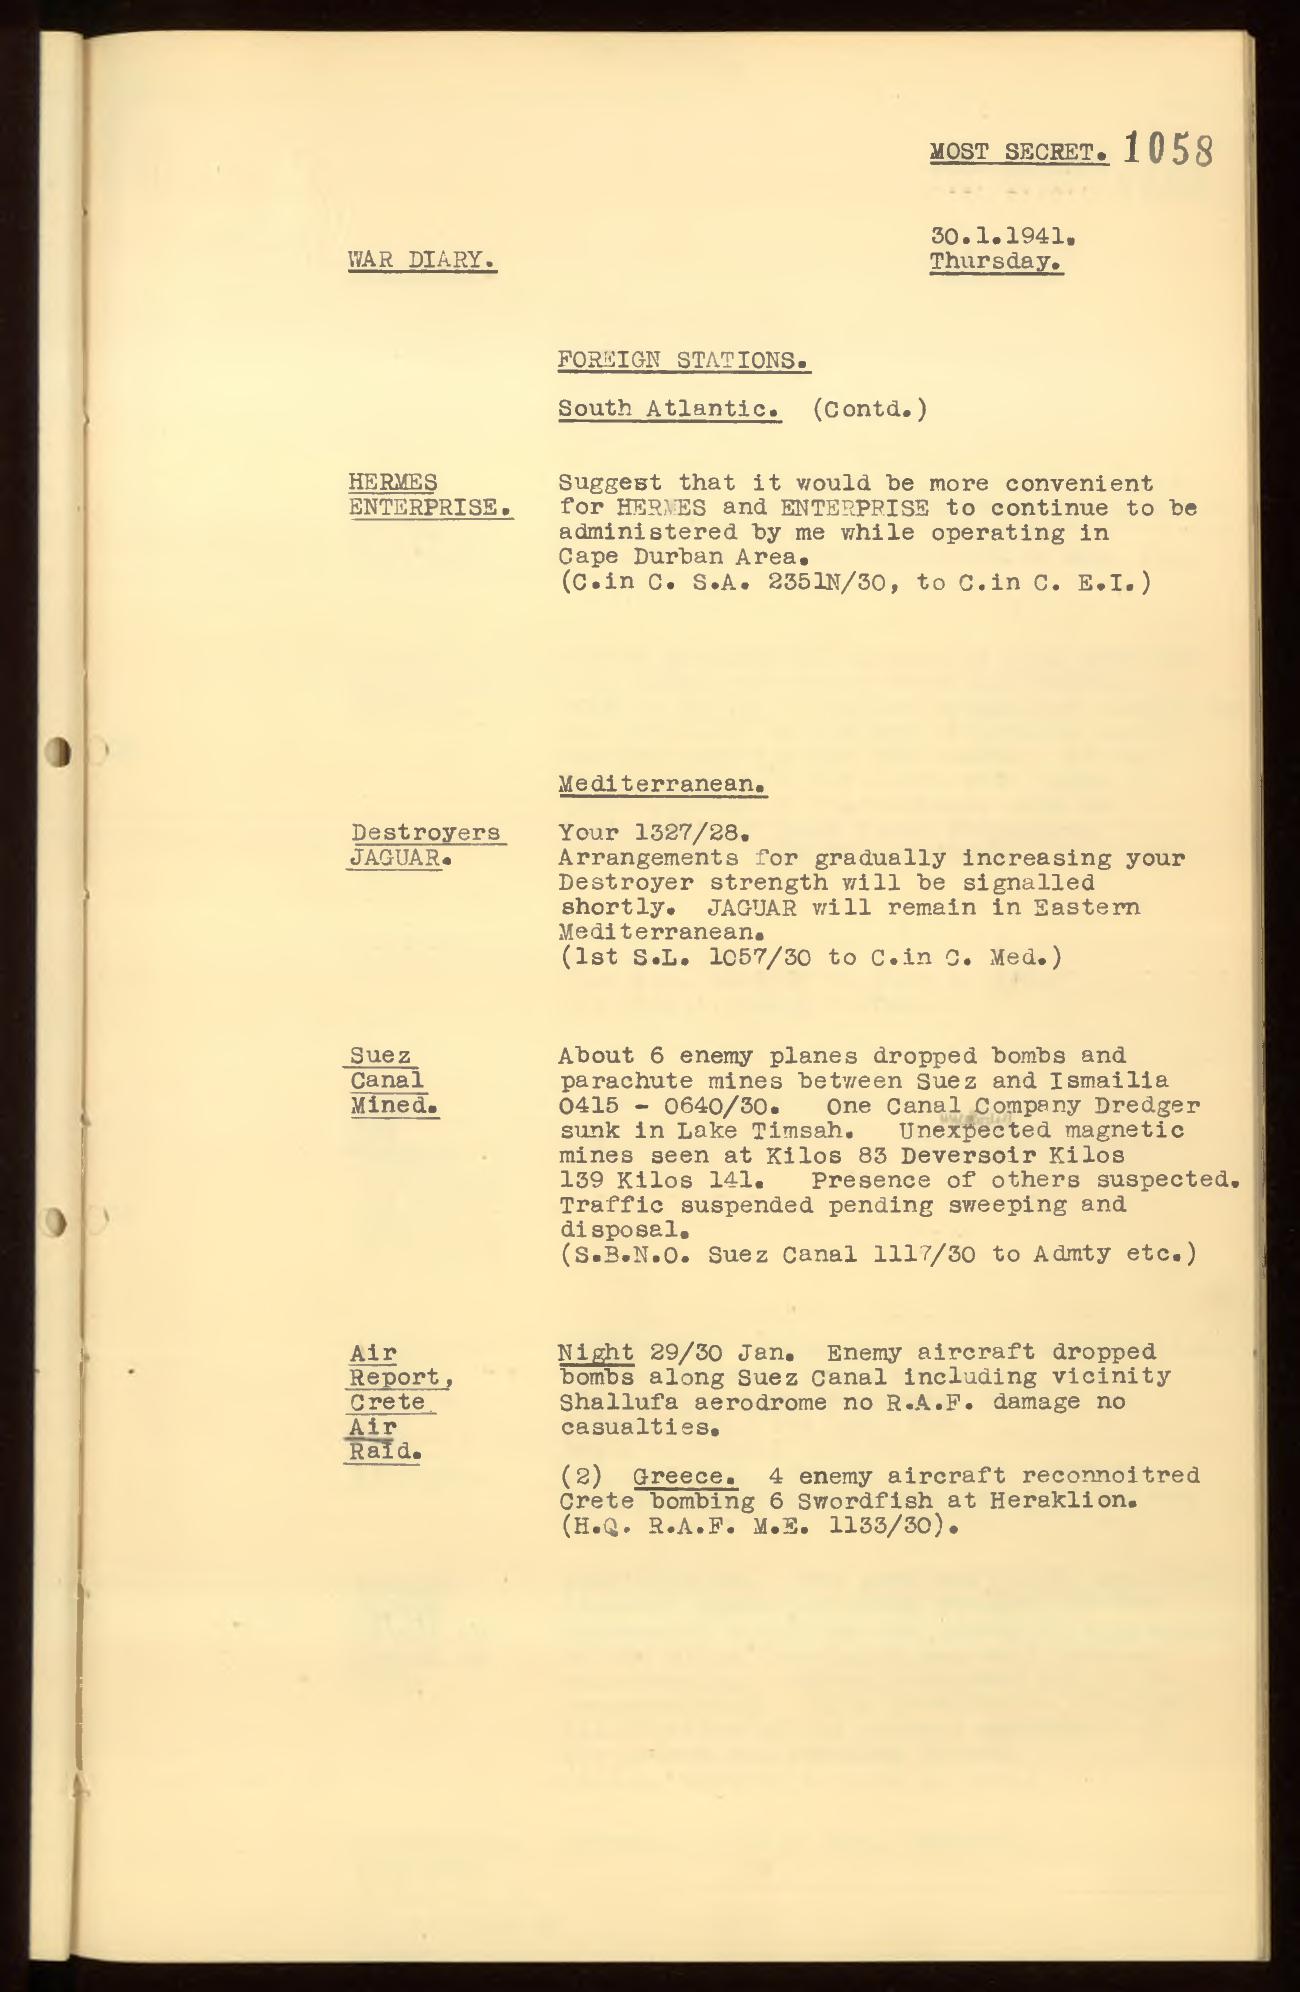 MOST SECRET. 1058
30.1.1941.
WAR DIARY.
Thursday.
FOREIGN STATIONS.
South Atlantic. (Contd.)
HERMES
ENTERPRISE.
Suggest that it would be more convenient
for HERMES and ENTERPRISE to continue to be
administered by me while operating in
Cape Durban Area.
(C.in C. S.A. 2351N/30, to C.in C. E.I.)
Mediterranean.
Destroyers
JAGUAR.
Your 1327/28.
Arrangements for gradually increasing your
Destroyer strength will be signalled
shortly. JAGUAR will remain in Eastern
Mediterranean.
(1st S.L. 1057/30 to C.in C. Med.)
Suez
Canal
Mined.
About 6 enemy planes dropped bombs and
parachute mines between Suez and Ismailia
0415 - 0640/30. One Canal Company Dredger
sunk in Lake Timsah. Unexpected magnetic
mines seen at Kilos 83 Deversoir Kilos
139 Kilos 141. Presence of others suspected.
Traffic suspended pending sweeping and
disposal.
(S.B.N.O. Suez Canal 1117/30 to Admty etc.)
Air
Report,
Crete
Air
Raid.
Night 29/30 Jan. Enemy aircraft dropped
bombs along Suez Canal including vicinity
Shallufa aerodrome no R.A.F. damage no
casualties.
(2) Greece. 4 enemy aircraft reconnoitred
Crete bombing 6 Swordfish at Heraklion.
(H.Q. R.A.F. M.E. 1133/30).